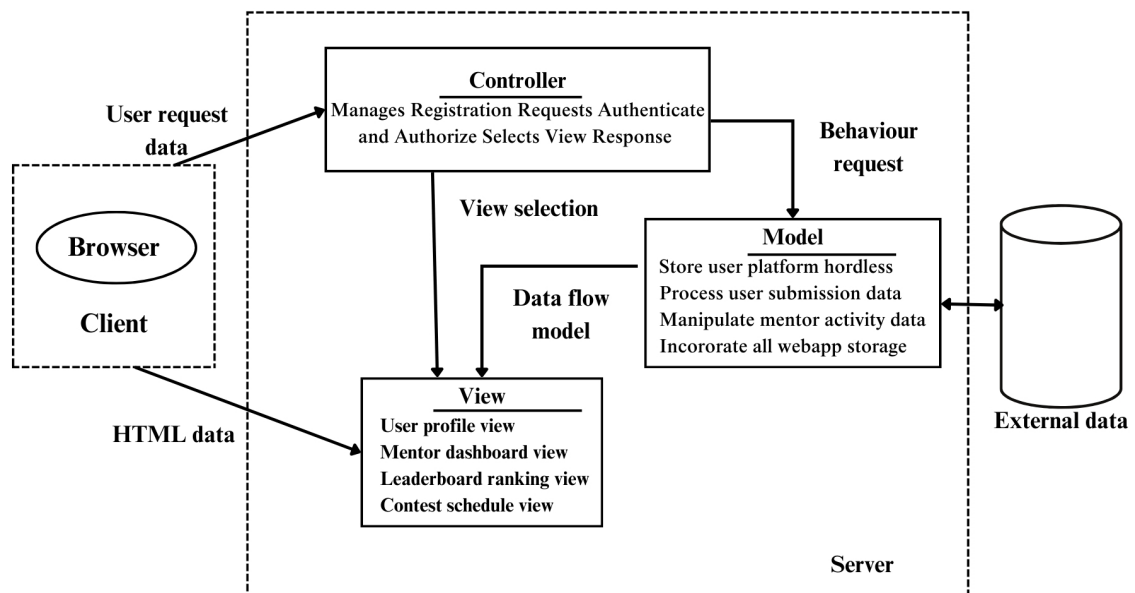 Controller
Manages Registration Requests Authenticate
and Authorize Selects View Response
User request
data
Behaviour
request
Browser
Client
View selection
Model
Store user platform hordless
Process user submission data
Manipulate mentor activity data
Incororate all webapp storage
Data flow
model
View
User profile view
Mentor dashboard view
Leaderboard ranking view
Contest schedule view
HTML data
External data
Server